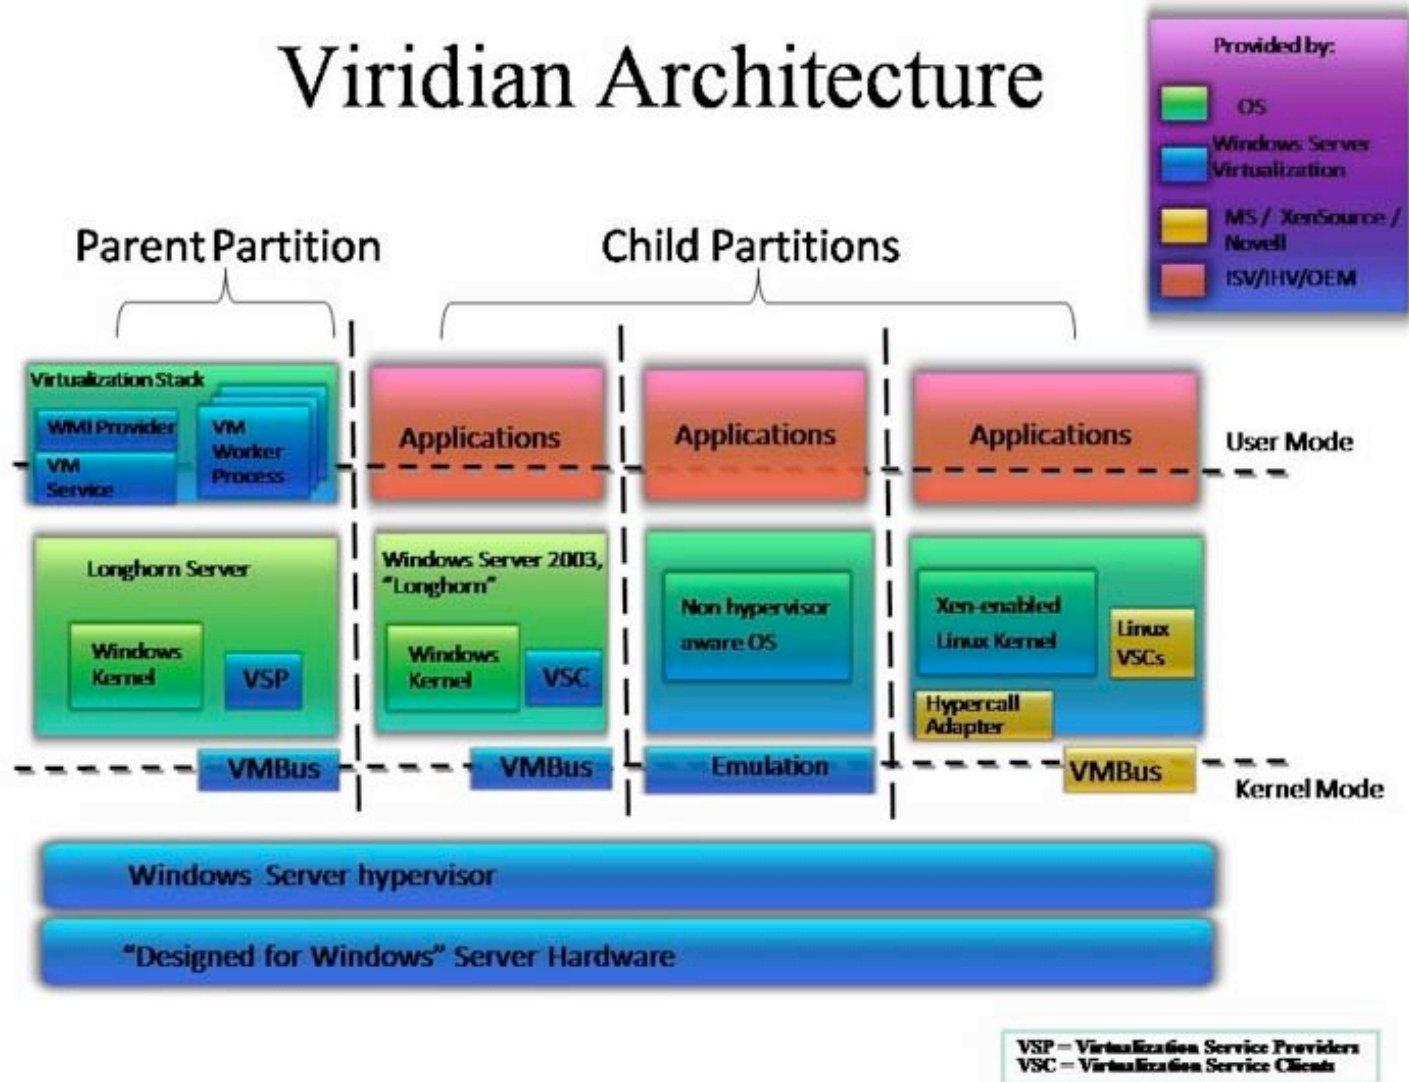 Viridian Architecture
Provided by:
OS
Windows Server
Virtualization
MS / XenSource /
Novell
ISV/IHV/OEM
Parent Partition
Child Partitions
Virtualization Stack
WMI Provider
VM
Service
VM
Worker
Process
Applications
Applications
Applications
User Mode
Longhorn Server
Windows
Kernel
VSP
Windows Server 2003,
“Longhorn”
Windows
Kernel
VSC
Non hypervisor
aware OS
Xen-enabled
Linux Kernel
Linux
VSCs
Hypercall
Adapter
VMBus
VMBus
Emulation
VMBus
Kernel Mode
Windows Server hypervisor
“Designed for Windows” Server Hardware
VSP = Virtualization Service Providers
VSC = Virtualization Service Clients